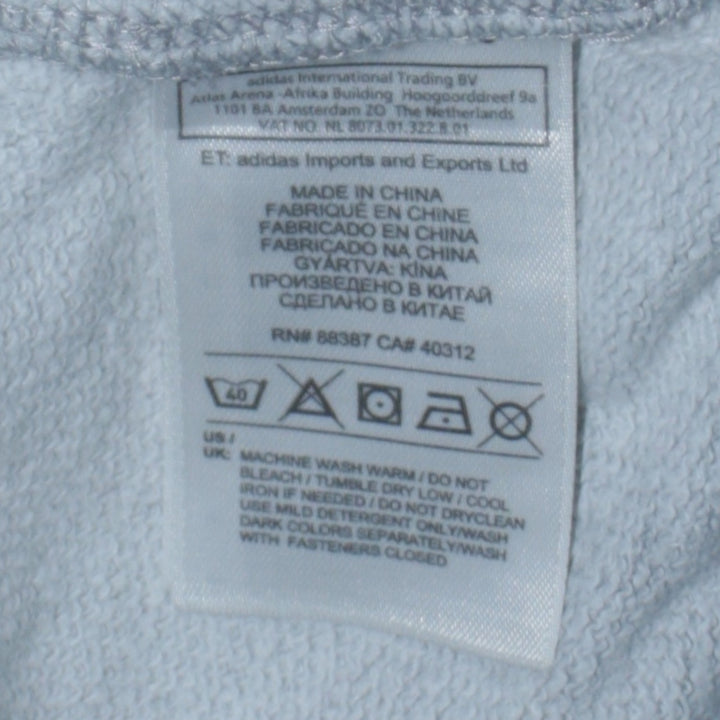 adidas International Trading BV
Atlas Arena -Afrika Building Hoogoorddreef 9a
1101 BA Amsterdam ZO The Netherlands
VAT NO. NL 8073.01.322.B.01
ET: adidas Imports and Exports Ltd
MADE IN CHINA
FABRIQUÉ EN CHINE
FABRICADO EN CHINA
FABRICADO NA CHINA
GYÁRTVA: KÍNA
ПРОИЗВЕДЕНО В КИТАЙ
СДЕЛАНО В КИТАЕ
RN# 88387 CA# 40312
40
US /
UK: MACHINE WASH WARM / DO NOT
BLEACH / TUMBLE DRY LOW / COOL
IRON IF NEEDED / DO NOT DRYCLEAN
USE MILD DETERGENT ONLY/WASH
DARK COLORS SEPARATELY/WASH
WITH FASTENERS CLOSED